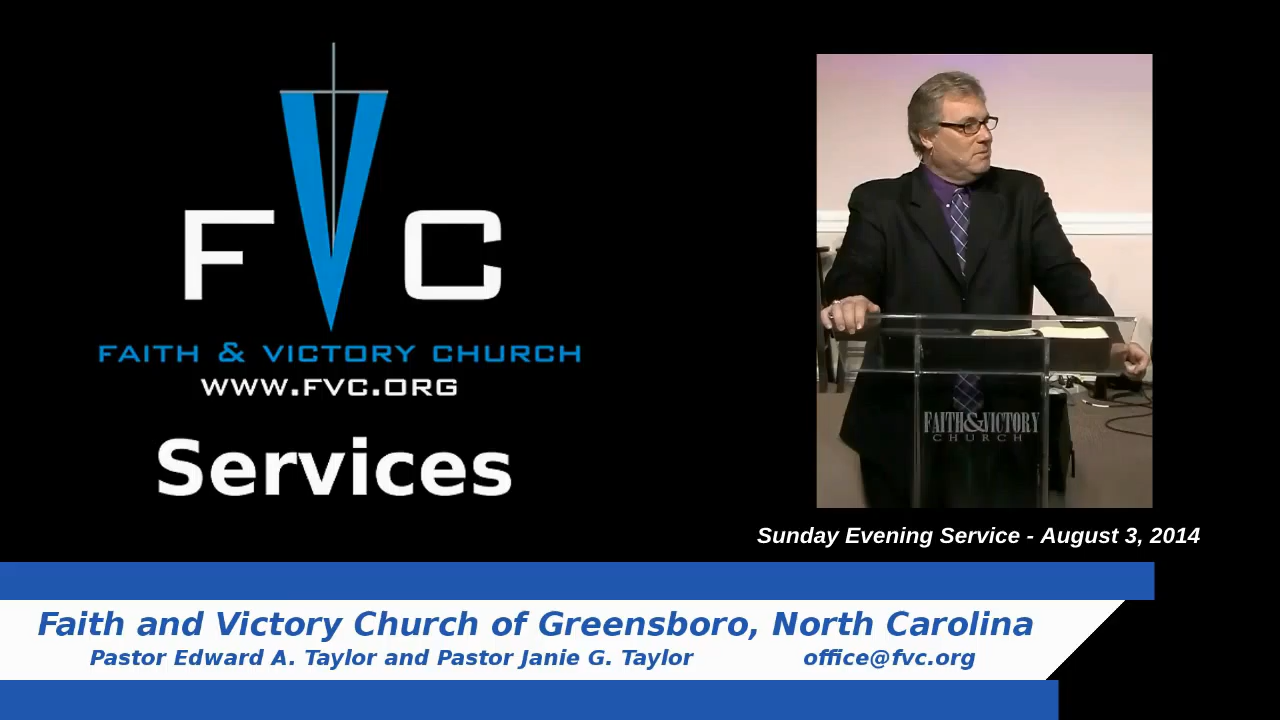 FVC
FAITH & VICTORY CHURCH
WWW.FVC.ORG
Services
FAITH&VICTORY
CHURCH
Sunday Evening Service - August 3, 2014
Faith and Victory Church of Greensboro, North Carolina
Pastor Edward A. Taylor and Pastor Janie G. Taylor office@fvc.org